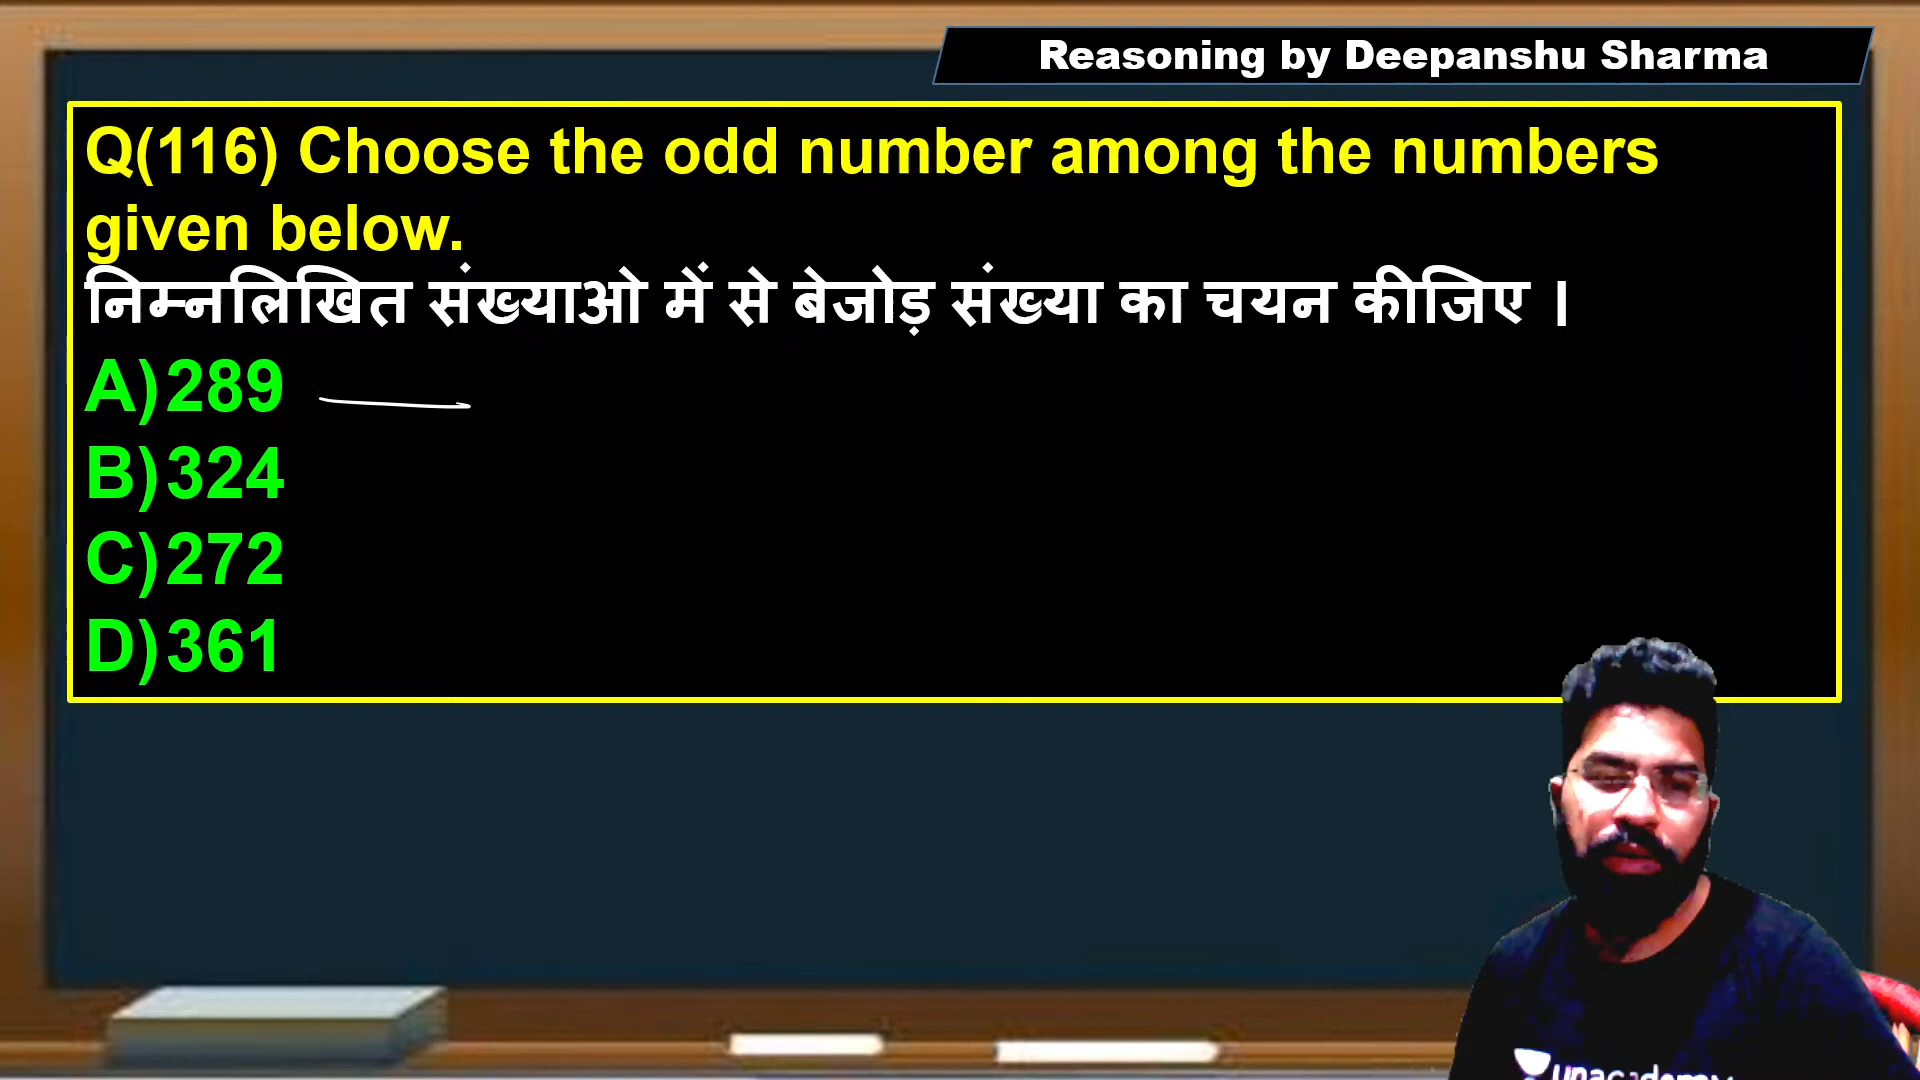 Reasoning by Deepanshu Sharma
Q(116) Choose the odd number among the numbers
given below.
निम्नलिखित संख्याओ में से बेजोड़ संख्या का चयन कीजिए ।
A)289
B)324
C)272
D)361
unacademy